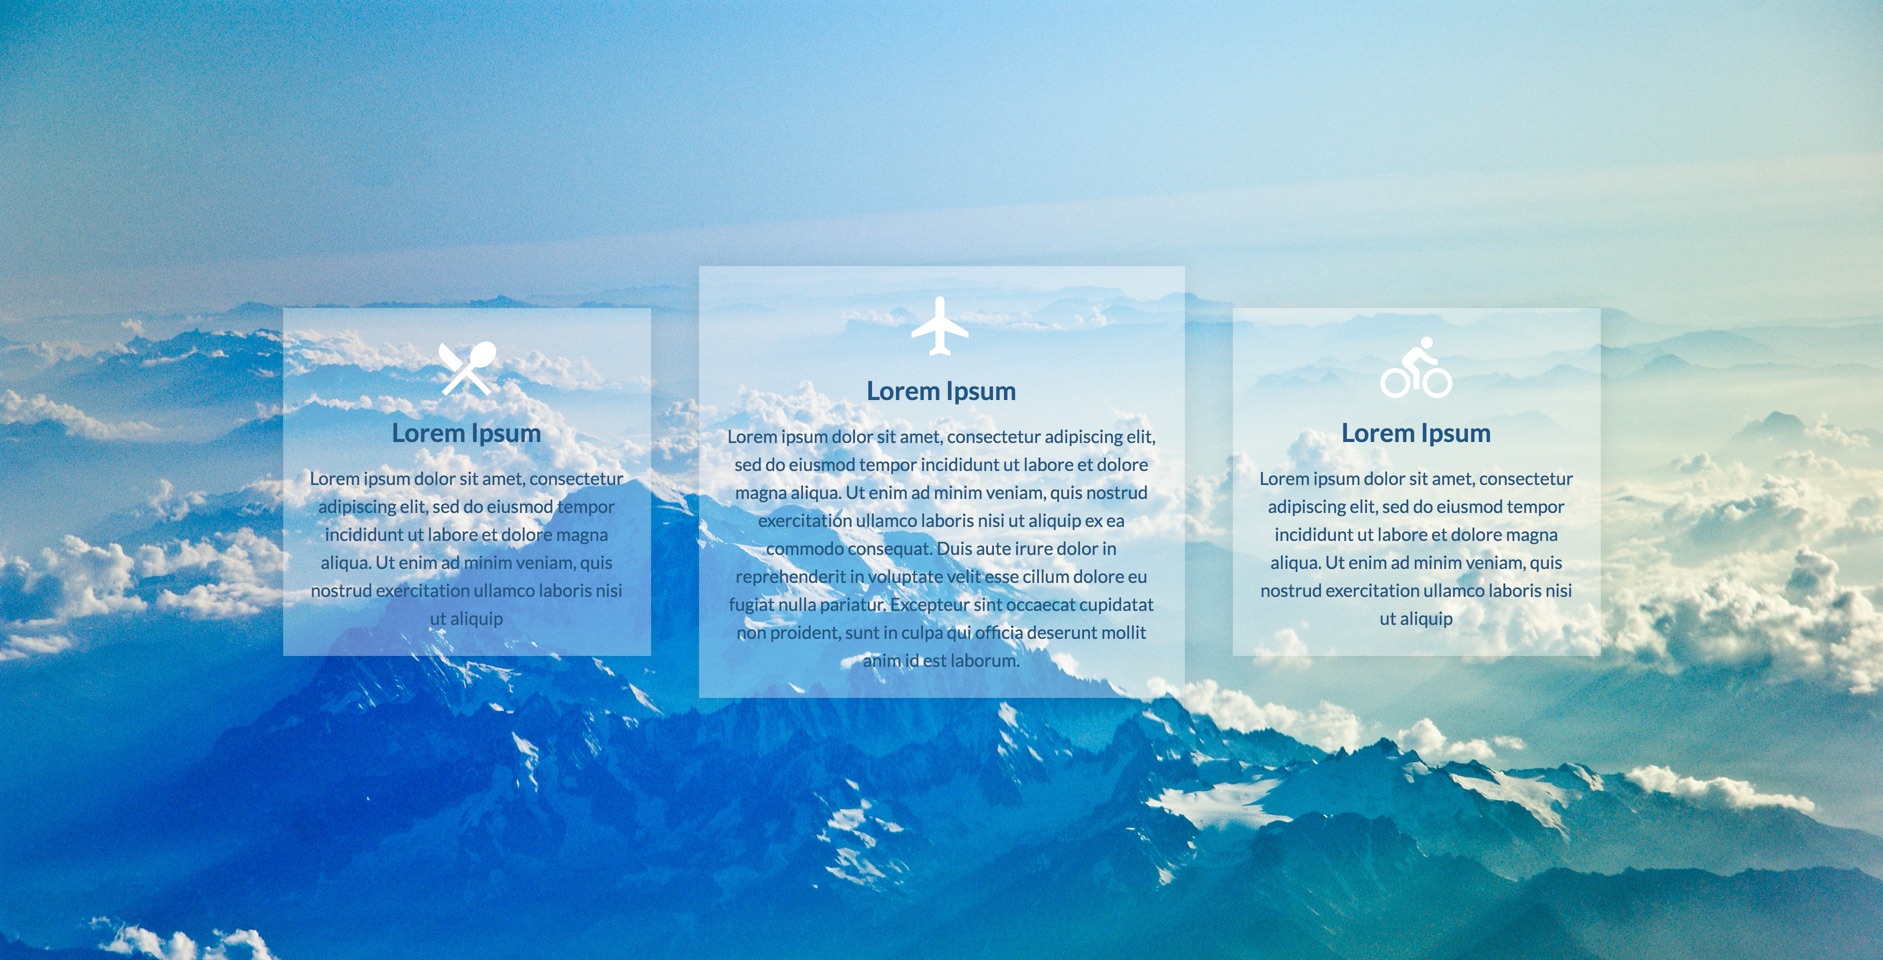 Lorem Ipsum
Lorem ipsum dolor sit amet, consectetur
adipiscing elit, sed do eiusmod tempor
incididunt ut labore et dolore magna
aliqua. Ut enim ad minim veniam, quis
nostrud exercitation ullamco laboris nisi
ut aliquip
Lorem Ipsum
Lorem ipsum dolor sit amet, consectetur adipiscing elit,
sed do eiusmod tempor incididunt ut labore et dolore
magna aliqua. Ut enim ad minim veniam, quis nostrud
exercitation ullamco laboris nisi ut aliquip ex ea
commodo consequat. Duis aute irure dolor in
reprehenderit in voluptate velit esse cillum dolore eu
fugiat nulla pariatur. Excepteur sint occaecat cupidatat
non proident, sunt in culpa qui officia deserunt mollit
anim id est laborum.
Lorem Ipsum
Lorem ipsum dolor sit amet, consectetur
adipiscing elit, sed do eiusmod tempor
incididunt ut labore et dolore magna
aliqua. Ut enim ad minim veniam, quis
nostrud exercitation ullamco laboris nisi
ut aliquip